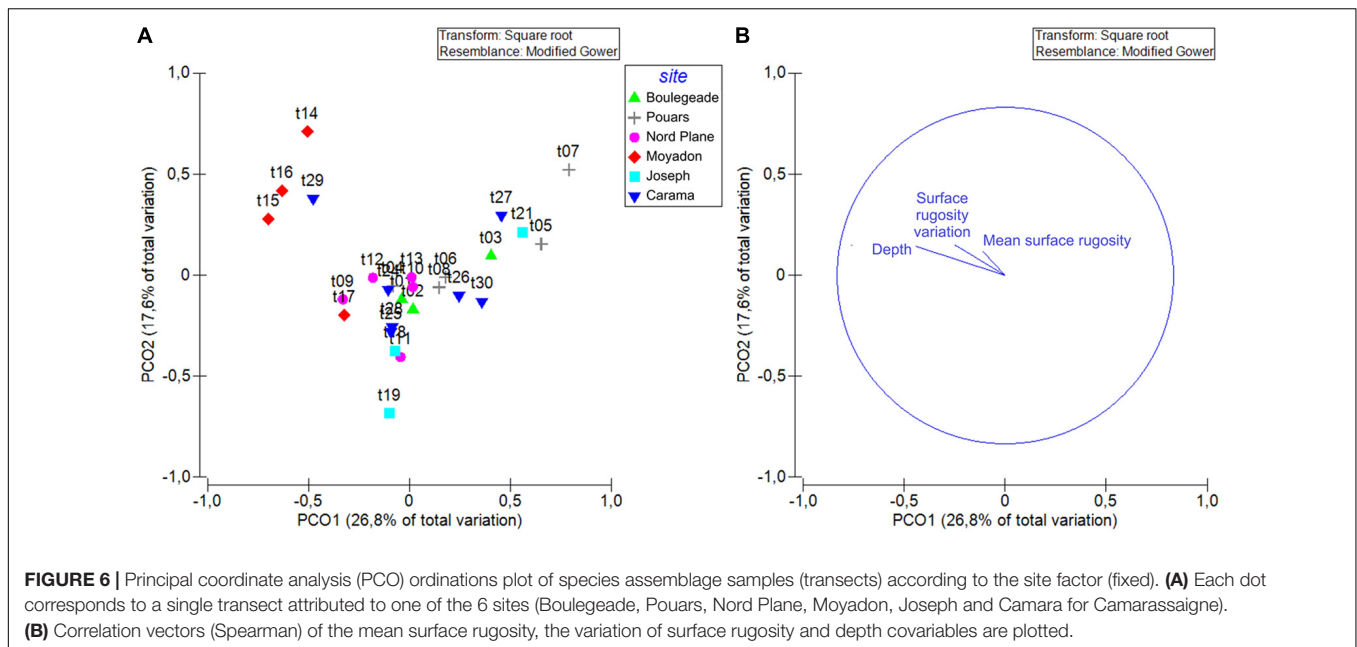 A
Transform: Square root
Resemblance: Modified Gower
1,0
0,5
0
-0,5
-1,0
PCO2 (17,6% of total variation)
-1,0
-0,5
0
0,5
1,0
PCO1 (26,8% of total variation)
t14
t16
t15
t29
t07
t27
t21
t05
t03
t12
t13
t06
t10
t08
t26
t30
t09
t17
t02
t11
t19
site
Boulegeade
Pouars
Nord Plane
Moyadon
Joseph
Carama
B
Transform: Square root
Resemblance: Modified Gower
1,0
0,5
0
-0,5
-1,0
PCO2 (17,6% of total variation)
-1,0
-0,5
0
0,5
1,0
PCO1 (26,8% of total variation)
Surface
rugosity
variation
Depth
Mean surface rugosity
FIGURE 6 | Principal coordinate analysis (PCO) ordinations plot of species assemblage samples (transects) according to the site factor (fixed). (A) Each dot
corresponds to a single transect attributed to one of the 6 sites (Boulegeade, Pouars, Nord Plane, Moyadon, Joseph and Camara for Camarassaigne).
(B) Correlation vectors (Spearman) of the mean surface rugosity, the variation of surface rugosity and depth covariables are plotted.